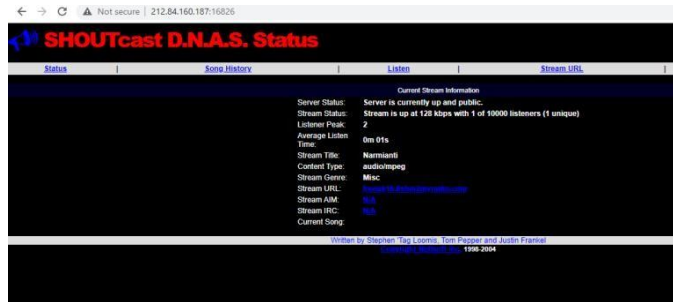 Not secure | 212.84.160.187:16826
SHOUTcast D.N.A.S. Status
Status | Song History | Listen | Stream URL |
Current Stream Information
Server Status: Server is currently up and public.
Stream Status: Stream is up at 128 kbps with 1 of 10000 listeners (1 unique)
Listener Peak: 2
Average Listen Time: 0m 01s
Stream Title: Narmianti
Content Type: audio/mpeg
Stream Genre: Misc
Stream URL:
Stream AIM: N/A
Stream IRC: N/A
Current Song:
Written by Stephen 'Tag Loomis, Tom Pepper and Justin Frankel
1998-2004